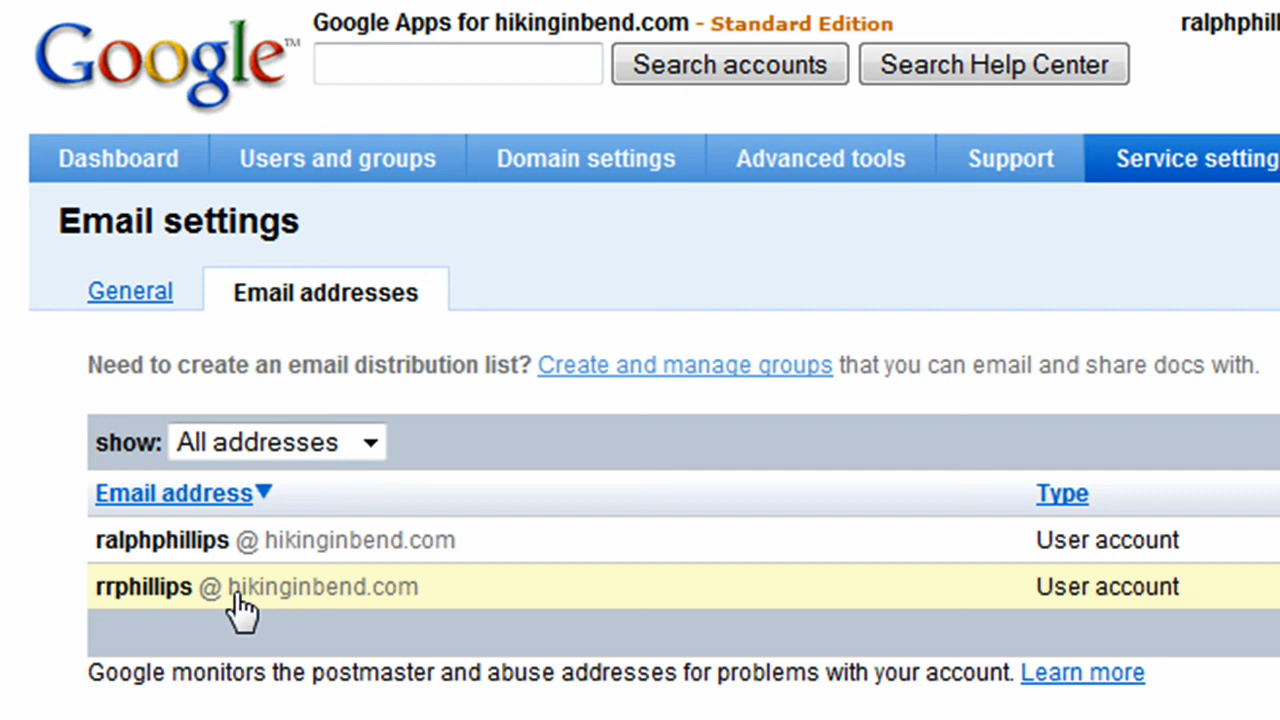 Google™
Google Apps for hikinginbend.com - Standard Edition
Search accounts
Search Help Center
Dashboard
Users and groups
Domain settings
Advanced tools
Support
Email settings
General
Email addresses
Need to create an email distribution list? Create and manage groups that you can email and share docs with.
show: All addresses
Email address▼ Type
ralphphillips @ hikinginbend.com User account
rrphillips @ hikinginbend.com User account
Google monitors the postmaster and abuse addresses for problems with your account. Learn more